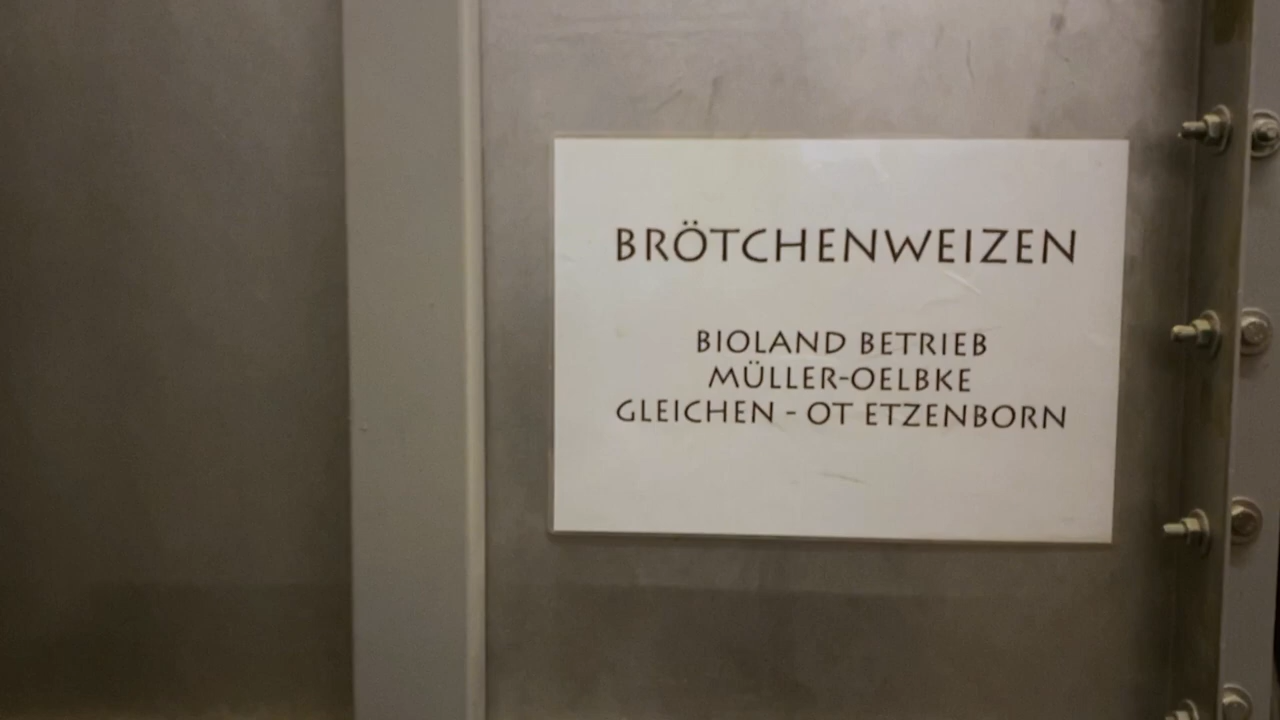 BRÖTCHENWEIZEN
BIOLAND BETRIEB
MÜLLER-OELBKE
GLEICHEN - OT ETZENBORN